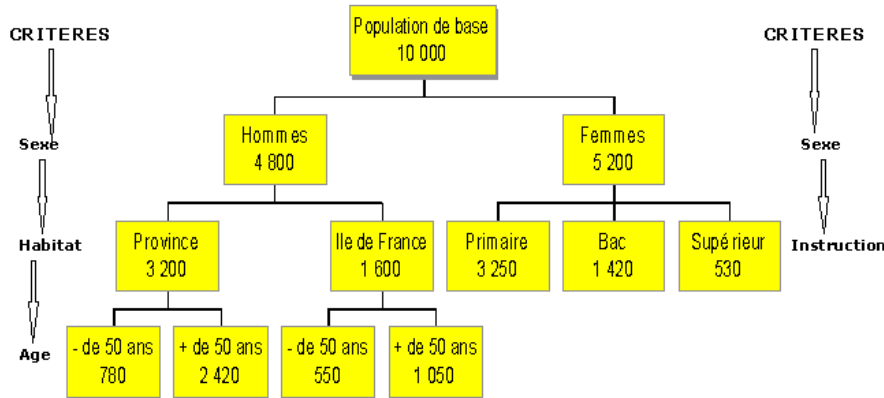 CRITERES
Population de base
10 000
CRITERES
Sexe
Hommes
4 800
Femmes
5 200
Sexe
Habitat
Province
3 200
Ile de France
1 600
Primaire
3 250
Bac
1 420
Supérieur
530
Instruction
Age
- de 50 ans
780
+ de 50 ans
2 420
- de 50 ans
550
+ de 50 ans
1 050